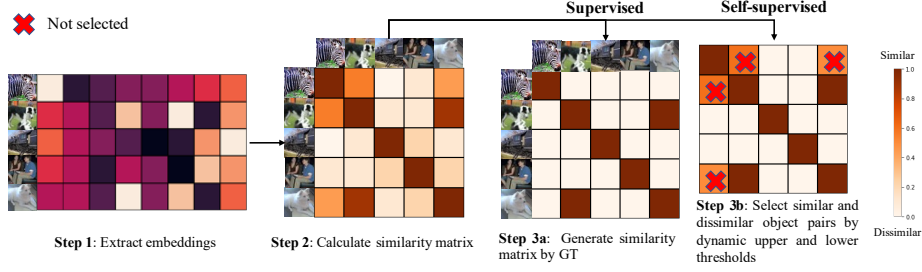 Not selected
Supervised
Self-supervised
Similar
1.0
0.8
0.6
0.4
0.2
0.0
Dissimilar
Step 1: Extract embeddings
Step 2: Calculate similarity matrix
Step 3a: Generate similarity
matrix by GT
Step 3b: Select similar and
dissimilar object pairs by
dynamic upper and lower
thresholds